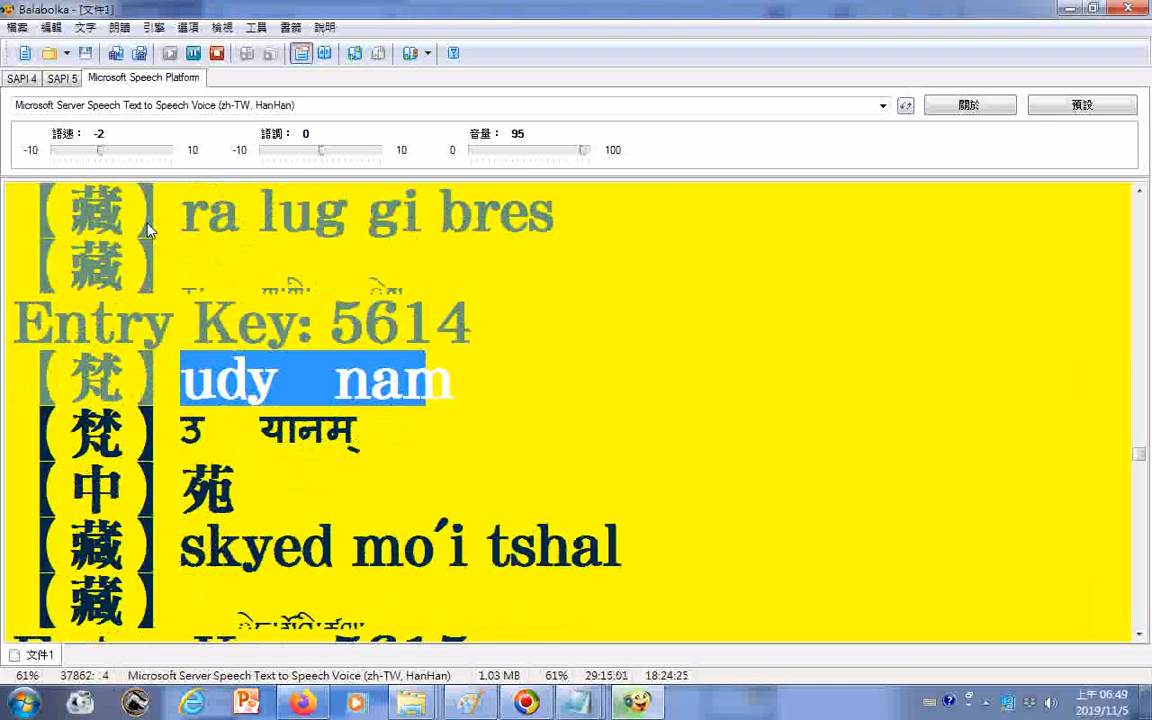 Balabolka - [文件1]
檔案 編輯 文字 朗讀 引擎 選項 檢視 工具 書籤 說明
SAPI 4 SAPI 5 Microsoft Speech Platform
Microsoft Server Speech Text to Speech Voice (zh-TW, HanHan) 關於 預設
語速： -2 語調： 0 音量： 95
-10 10 -10 10 0 100
【藏】ra lug gi bres
【藏】
Entry Key: 5614
【梵】udy nam
【梵】उ यानम्
【中】苑
【藏】skyed mo'i tshal
【藏】
文件1
61% 37862: :4 Microsoft Server Speech Text to Speech Voice (zh-TW, HanHan) 1.03 MB 61% 29:15:01 18:24:25
上午 06:49
2019/11/5